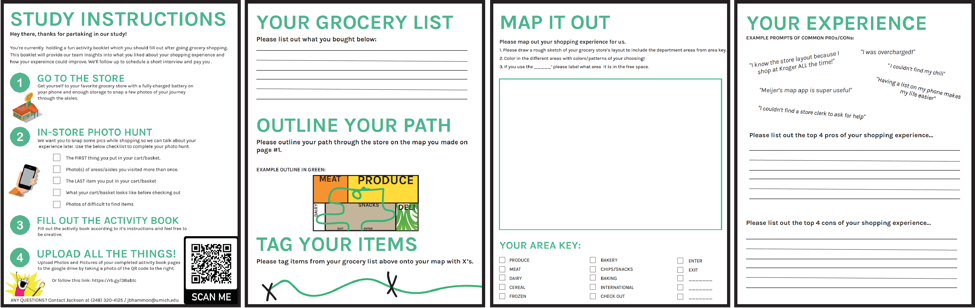 STUDY INSTRUCTIONS
Hey there, thanks for partaking in our study!
You're currently holding a fun activity booklet which you should fill out after going grocery shopping.
This booklet will provide our team insights into what you liked about your shopping experience and
how your experience could improve. We'll follow up to schedule a short interview and pay you.
1
GO TO THE STORE
Get yourself to your favorite grocery store with a fully charged battery on
your phone and enough storage to snap a few photos of your journey
through the aisles.
2
IN-STORE PHOTO HUNT
We want you to snap some pics while shopping so we can talk about your
experience later. Use the below checklist to complete your photo hunt.
The FIRST thing you put in your cart/basket.
Photo(s) of areas/aisles you visited more than once.
The LAST item you put in your cart/basket
What your cart/basket looks like before checking out
Photos of difficult to find items
3
FILL OUT THE ACTIVITY BOOK
Fill out the activity book according to it's instructions and feel free to
be creative.
4
UPLOAD ALL THE THINGS!
Upload Photos and Pictures of your completed activity book pages
to the google drive by taking a photo of the QR code to the right.
Or follow this link:
SCAN ME
ANY QUESTIONS? Contact Jackson at
YOUR GROCERY LIST
Please list out what you bought below:
OUTLINE YOUR PATH
Please outline your path through the store on the map you made on
page #1.
EXAMPLE OUTLINE IN GREEN:
MEAT
PRODUCE
DAIRY
SNACKS
DELI
TAG YOUR ITEMS
Please tag items from your grocery list above onto your map with X's.
MAP IT OUT
Please map out your shopping experience for us.
1. Please draw a rough sketch of your grocery store's layout to include the department areas from area key.
2. Color in the different areas with colors/patterns of your choosing!
3. If you use the ______, please label what area it is in the free space.
YOUR AREA KEY:
PRODUCE
MEAT
DAIRY
CEREAL
FROZEN
BAKERY
CHIPS/SNACKS
BAKING
INTERNATIONAL
CHECK OUT
ENTER
EXIT
YOUR EXPERIENCE
EXAMPLE PROMPTS OF COMMON PROs/CONs:
"I know the store layout because I
shop at Kroger ALL the time!"
"I was overcharged!"
"I couldn't find my chili"
"Meijer's map app is super useful"
"Having a list on my phone makes
my life easier"
"I couldn't find a store clerk to ask for help"
Please list out the top 4 pros of your shopping experience...
Please list out the top 4 cons of your shopping experience...